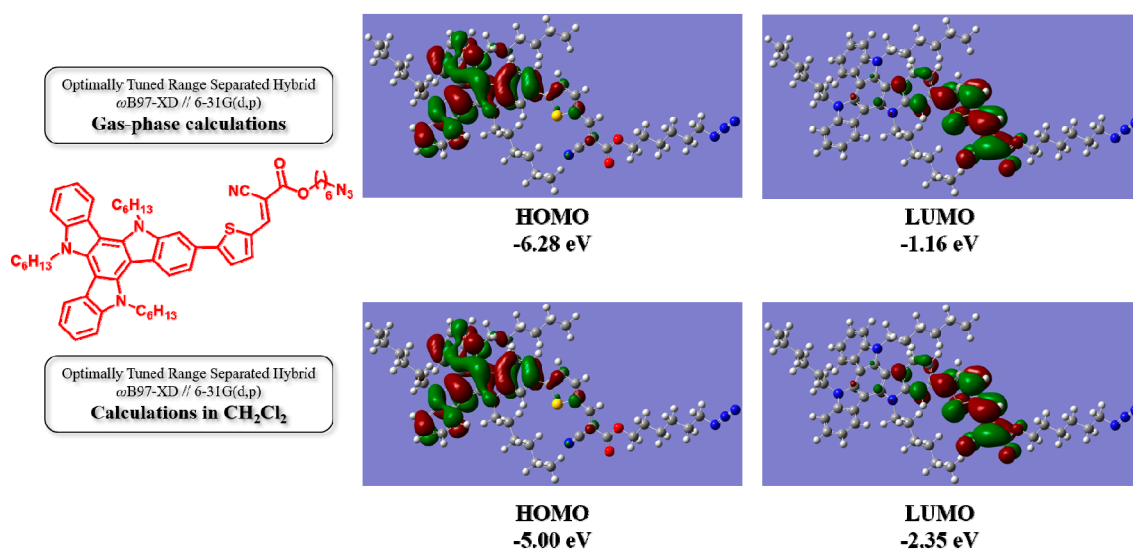 Optimally Tuned Range Separated Hybrid
ωB97-XD // 6-31G(d,p)
Gas-phase calculations
O
NC
O
( )6 N3
C6H13
N
S
C6H13
N
N
C6H13
Optimally Tuned Range Separated Hybrid
ωB97-XD // 6-31G(d,p)
Calculations in CH2Cl2
HOMO
-6.28 eV
LUMO
-1.16 eV
HOMO
-5.00 eV
LUMO
-2.35 eV